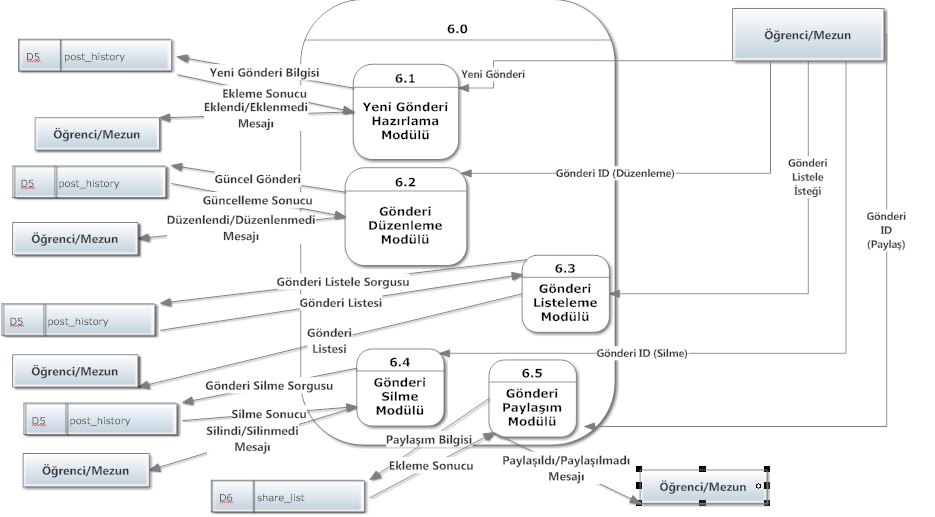 6.0
Öğrenci/Mezun
D5 post_history
Yeni Gönderi Bilgisi
Ekleme Sonucu
Eklendi/Eklenmedi
Mesajı
Öğrenci/Mezun
6.1
Yeni Gönderi
Hazırlama
Modülü
Yeni Gönderi
D5 post_history
Güncel Gönderi
Güncelleme Sonucu
Düzenlendi/Düzenlenmedi
Mesajı
Öğrenci/Mezun
6.2
Gönderi
Düzenleme
Modülü
Gönderi ID (Düzenleme)
Gönderi
Listele
İsteği
Gönderi
ID
(Paylaş)
6.3
Gönderi
Listeleme
Modülü
Gönderi Listele Sorgusu
Gönderi Listesi
D5 post_history
Gönderi
Listesi
Öğrenci/Mezun
6.4
Gönderi
Silme
Modülü
Gönderi ID (Silme)
Gönderi Silme Sorgusu
D5 post_history
Silme Sonucu
Silindi/Silinmedi
Mesajı
Öğrenci/Mezun
6.5
Gönderi
Paylaşım
Modülü
Paylaşım Bilgisi
Ekleme Sonucu
D6 share_list
Paylaşıldı/Paylaşılmadı
Mesajı
Öğrenci/Mezun